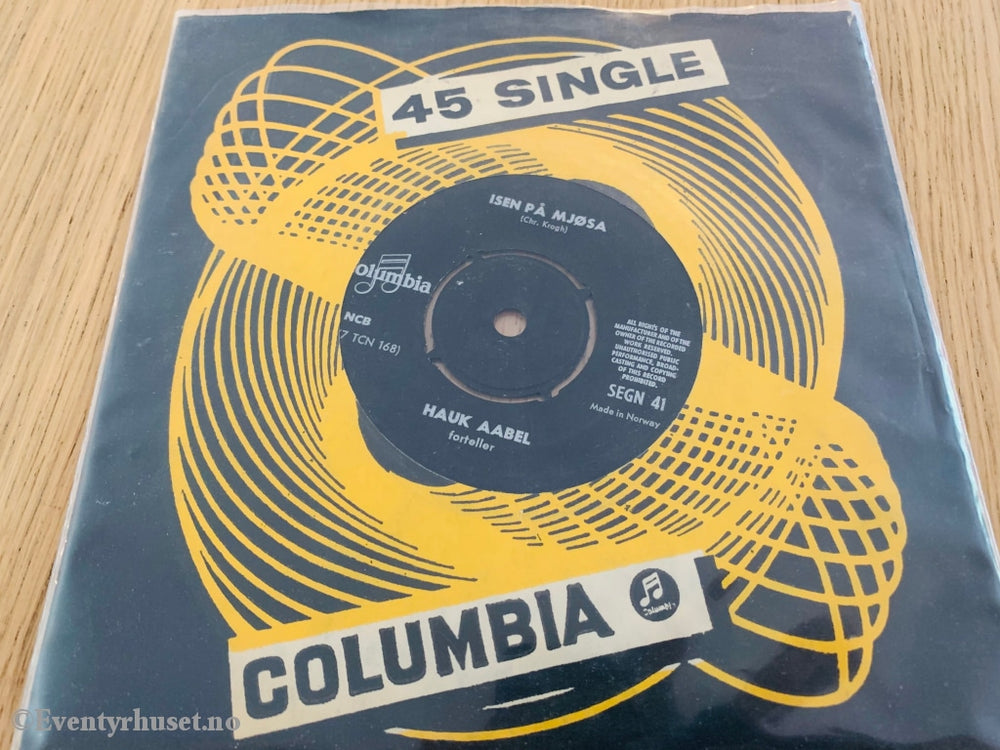 45 SINGLE
ISEN PÅ MJØSA
(Chr. Krogh)
olumbia
NCB
7 TCN 168)
ALL RIGHTS OF THE
MANUFACTURER AND OF THE
OWNER OF THE RECORDED
WORK RESERVED.
UNAUTHORISED PUBLIC
PERFORMANCE, BROAD-
CASTING AND COPYING
OF THIS RECORD
PROHIBITED.
SEGN 41
Made in Norway
HAUK AABEL
forteller
COLUMBIA
Columbia
©Eventyrhuset.no